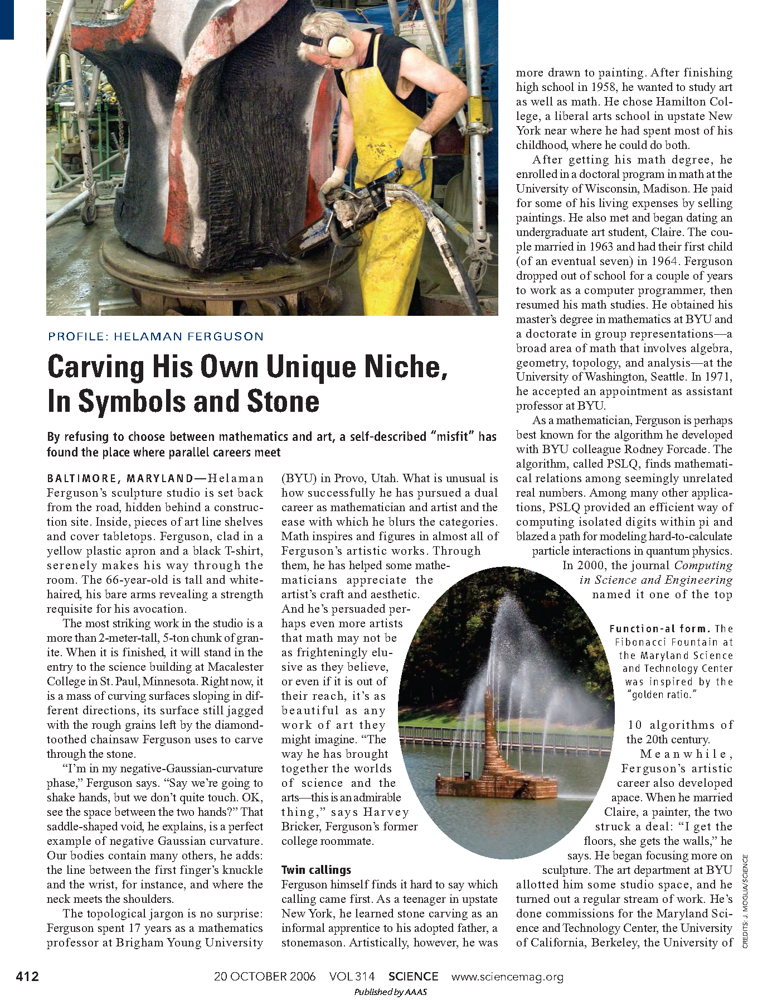 PROFILE: HELAMAN FERGUSON
Carving His Own Unique Niche,
In Symbols and Stone
By refusing to choose between mathematics and art, a self-described “misfit” has
found the place where parallel careers meet
BALTIMORE, MARYLAND—Helaman
Ferguson’s sculpture studio is set back
from the road, hidden behind a construc-
tion site. Inside, pieces of art line shelves
and cover tabletops. Ferguson, clad in a
yellow plastic apron and a black T-shirt,
serenely makes his way through the
room. The 66-year-old is tall and white-
haired, his bare arms revealing a strength
requisite for his avocation.
The most striking work in the studio is a
more than 2-meter-tall, 5-ton chunk of gran-
ite. When it is finished, it will stand in the
entry to the science building at Macalester
College in St. Paul, Minnesota. Right now, it
is a mass of curving surfaces sloping in dif-
ferent directions, its surface still jagged
with the rough grains left by the diamond-
toothed chainsaw Ferguson uses to carve
through the stone.
“I’m in my negative-Gaussian-curvature
phase,” Ferguson says. “Say we’re going to
shake hands, but we don’t quite touch. OK,
see the space between the two hands?” That
saddle-shaped void, he explains, is a perfect
example of negative Gaussian curvature.
Our bodies contain many others, he adds:
the line between the first finger’s knuckle
and the wrist, for instance, and where the
neck meets the shoulders.
The topological jargon is no surprise:
Ferguson spent 17 years as a mathematics
professor at Brigham Young University
(BYU) in Provo, Utah. What is unusual is
how successfully he has pursued a dual
career as mathematician and artist and the
ease with which he blurs the categories.
Math inspires and figures in almost all of
Ferguson’s artistic works. Through
them, he has helped some mathe-
maticians appreciate the
artist’s craft and aesthetic.
And he’s persuaded per-
haps even more artists
that math may not be
as frighteningly elu-
sive as they believe,
or even if it is out of
their reach, it’s as
beautiful as any
work of art they
might imagine. “The
way he has brought
together the worlds
of science and the
arts—this is an admirable
thing,” says Harvey
Bricker, Ferguson’s former
college roommate.
Twin callings
Ferguson himself finds it hard to say which
calling came first. As a teenager in upstate
New York, he learned stone carving as an
informal apprentice to his adopted father, a
stonemason. Artistically, however, he was
more drawn to painting. After finishing
high school in 1958, he wanted to study art
as well as math. He chose Hamilton Col-
lege, a liberal arts school in upstate New
York near where he had spent most of his
childhood, where he could do both.
After getting his math degree, he
enrolled in a doctoral program in math at the
University of Wisconsin, Madison. He paid
for some of his living expenses by selling
paintings. He also met and began dating an
undergraduate art student, Claire. The cou-
ple married in 1963 and had their first child
(of an eventual seven) in 1964. Ferguson
dropped out of school for a couple of years
to work as a computer programmer, then
resumed his math studies. He obtained his
master’s degree in mathematics at BYU and
a doctorate in group representations—a
broad area of math that involves algebra,
geometry, topology, and analysis—at the
University of Washington, Seattle. In 1971,
he accepted an appointment as assistant
professor at BYU.
As a mathematician, Ferguson is perhaps
best known for the algorithm he developed
with BYU colleague Rodney Forcade. The
algorithm, called PSLQ, finds mathemati-
cal relations among seemingly unrelated
real numbers. Among many other applica-
tions, PSLQ provided an efficient way of
computing isolated digits within pi and
blazed a path for modeling hard-to-calculate
particle interactions in quantum physics.
In 2000, the journal Computing
in Science and Engineering
named it one of the top
Function-al form. The
Fibonacci Fountain at
the Maryland Science
and Technology Center
was inspired by the
“golden ratio.”
10 algorithms of
the 20th century.
Meanwhile,
Ferguson’s artistic
career also developed
apace. When he married
Claire, a painter, the two
struck a deal: “I get the
floors, she gets the walls,” he
says. He began focusing more on
sculpture. The art department at BYU
allotted him some studio space, and he
turned out a regular stream of work. He’s
done commissions for the Maryland Sci-
ence and Technology Center, the University
of California, Berkeley, the University of
CREDITS: J. MOGLIA/SCIENCE
412
20 OCTOBER 2006 VOL 314 SCIENCE www.sciencemag.org
Published by AAAS